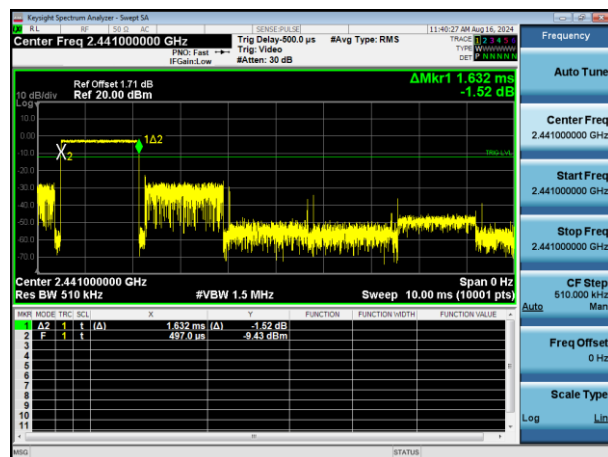 Keysight Spectrum Analyzer - Swept SA
RL RF 50 Ω AC SENSE:PULSE 11:40:27 AM Aug 16, 2024
Center Freq 2.441000000 GHz
PNO: Fast
IFGain:Low
Trig Delay-500.0 µs
Trig: Video
#Atten: 30 dB
#Avg Type: RMS
TRACE 1 2 3 4 5 6
TYPE WWWWWW
DET P N N N N N
Ref Offset 1.71 dB
Ref 20.00 dBm
10 dB/div
Log
ΔMkr1 1.632 ms
-1.52 dB
10.0
0.00
-10.0
-20.0
-30.0
-40.0
-50.0
-60.0
-70.0
1Δ2
X2
TRIG LVL
Center 2.441000000 GHz
Span 0 Hz
Res BW 510 kHz
#VBW 1.5 MHz
Sweep 10.00 ms (10001 pts)
MKR MODE TRC SCL X Y FUNCTION FUNCTION WIDTH FUNCTION VALUE
1 Δ2 1 t (Δ) 1.632 ms (Δ) -1.52 dB
2 F 1 t 497.0 µs -9.43 dBm
3
4
5
6
7
8
9
10
11
MSG
STATUS
Frequency
Auto Tune
Center Freq
2.441000000 GHz
Start Freq
2.441000000 GHz
Stop Freq
2.441000000 GHz
CF Step
510.000 kHz
Auto Man
Freq Offset
0 Hz
Scale Type
Log Lin